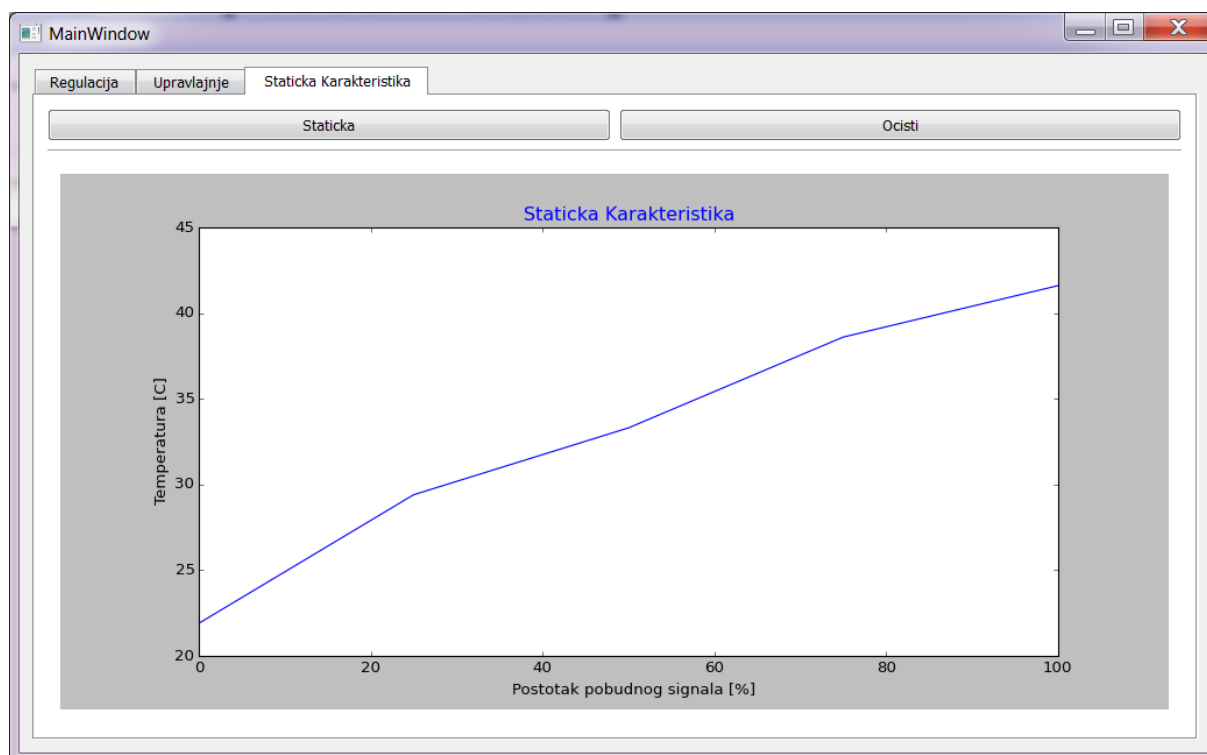 MainWindow
Regulacija Upravlajnje Staticka Karakteristika
Staticka Ocisti
Staticka Karakteristika
45
40
35
30
25
20
Temperatura [C]
0 20 40 60 80 100
Postotak pobudnog signala [%]